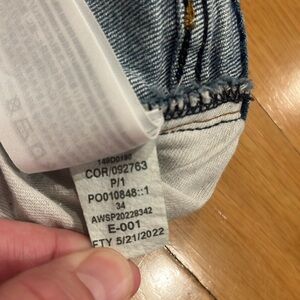 COR/092763
P/1
PO010848::1
34
AWSP20228342
E-001
FTY 5/21/2022